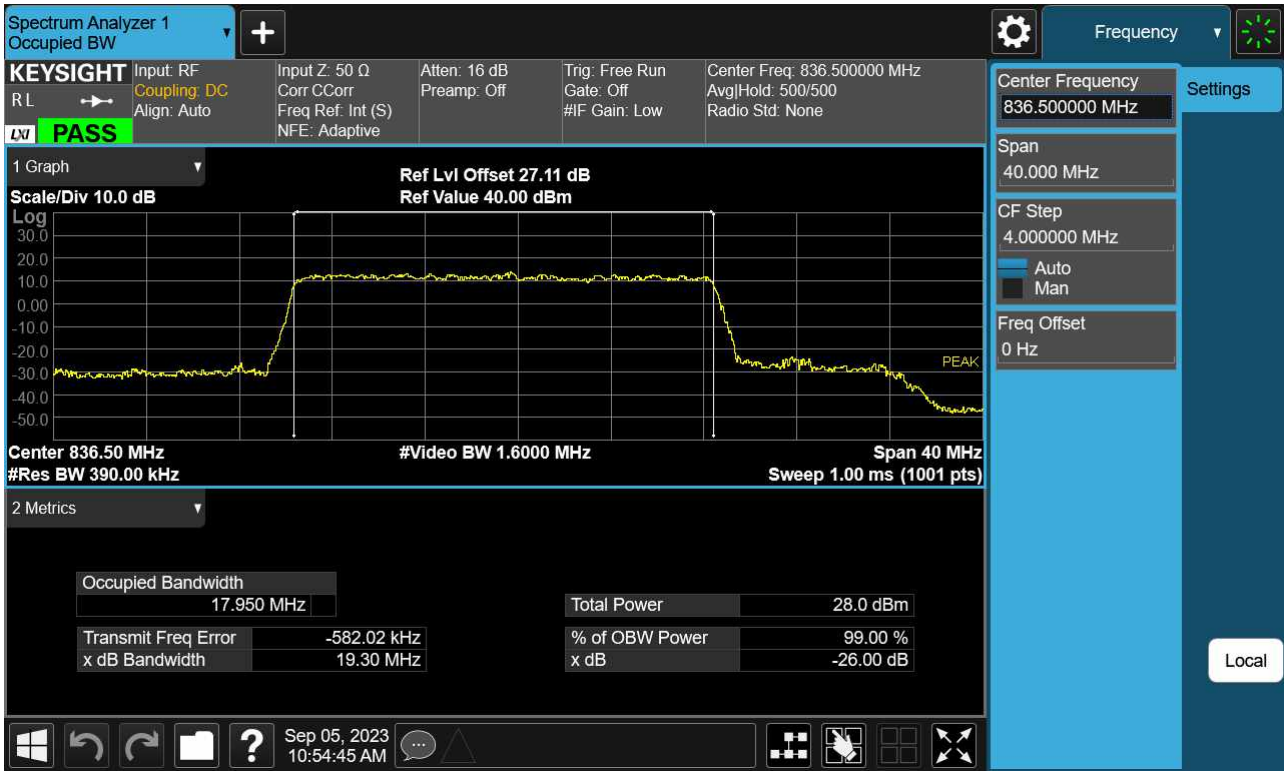 Spectrum Analyzer 1
Occupied BW
Frequency
KEYSIGHT
R L
LXI
PASS
Input: RF
Coupling: DC
Align: Auto
Input Z: 50 Ω
Corr CCorr
Freq Ref: Int (S)
NFE: Adaptive
Atten: 16 dB
Preamp: Off
Trig: Free Run
Gate: Off
#IF Gain: Low
Center Freq: 836.500000 MHz
Avg|Hold: 500/500
Radio Std: None
Center Frequency
836.500000 MHz
Settings
Span
40.000 MHz
CF Step
4.000000 MHz
Auto
Man
Freq Offset
0 Hz
Local
1 Graph
Scale/Div 10.0 dB
Ref Lvl Offset 27.11 dB
Ref Value 40.00 dBm
Log
30.0
20.0
10.0
0.00
-10.0
-20.0
-30.0
-40.0
-50.0
PEAK
Center 836.50 MHz
#Video BW 1.6000 MHz
Span 40 MHz
#Res BW 390.00 kHz
Sweep 1.00 ms (1001 pts)
2 Metrics
Occupied Bandwidth
17.950 MHz
Total Power 28.0 dBm
Transmit Freq Error -582.02 kHz
% of OBW Power 99.00 %
x dB Bandwidth 19.30 MHz
x dB -26.00 dB
Sep 05, 2023
10:54:45 AM